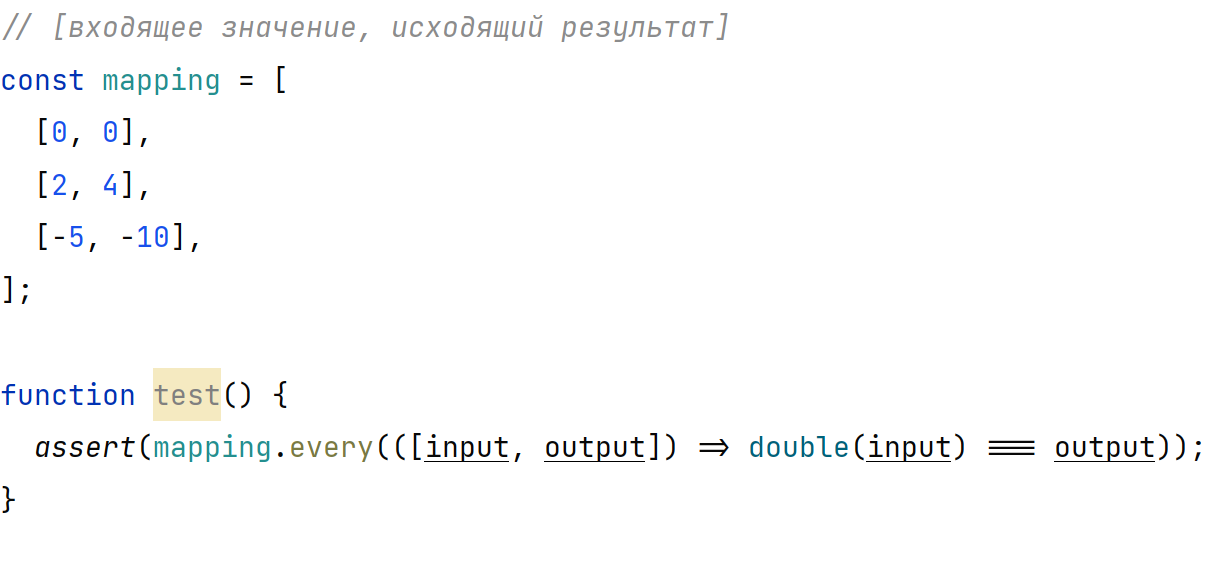 // [входящее значение, исходящий результат]
const mapping = [
  [0, 0],
  [2, 4],
  [-5, -10],
];

function test() {
  assert(mapping.every(([input, output]) => double(input) === output));
}